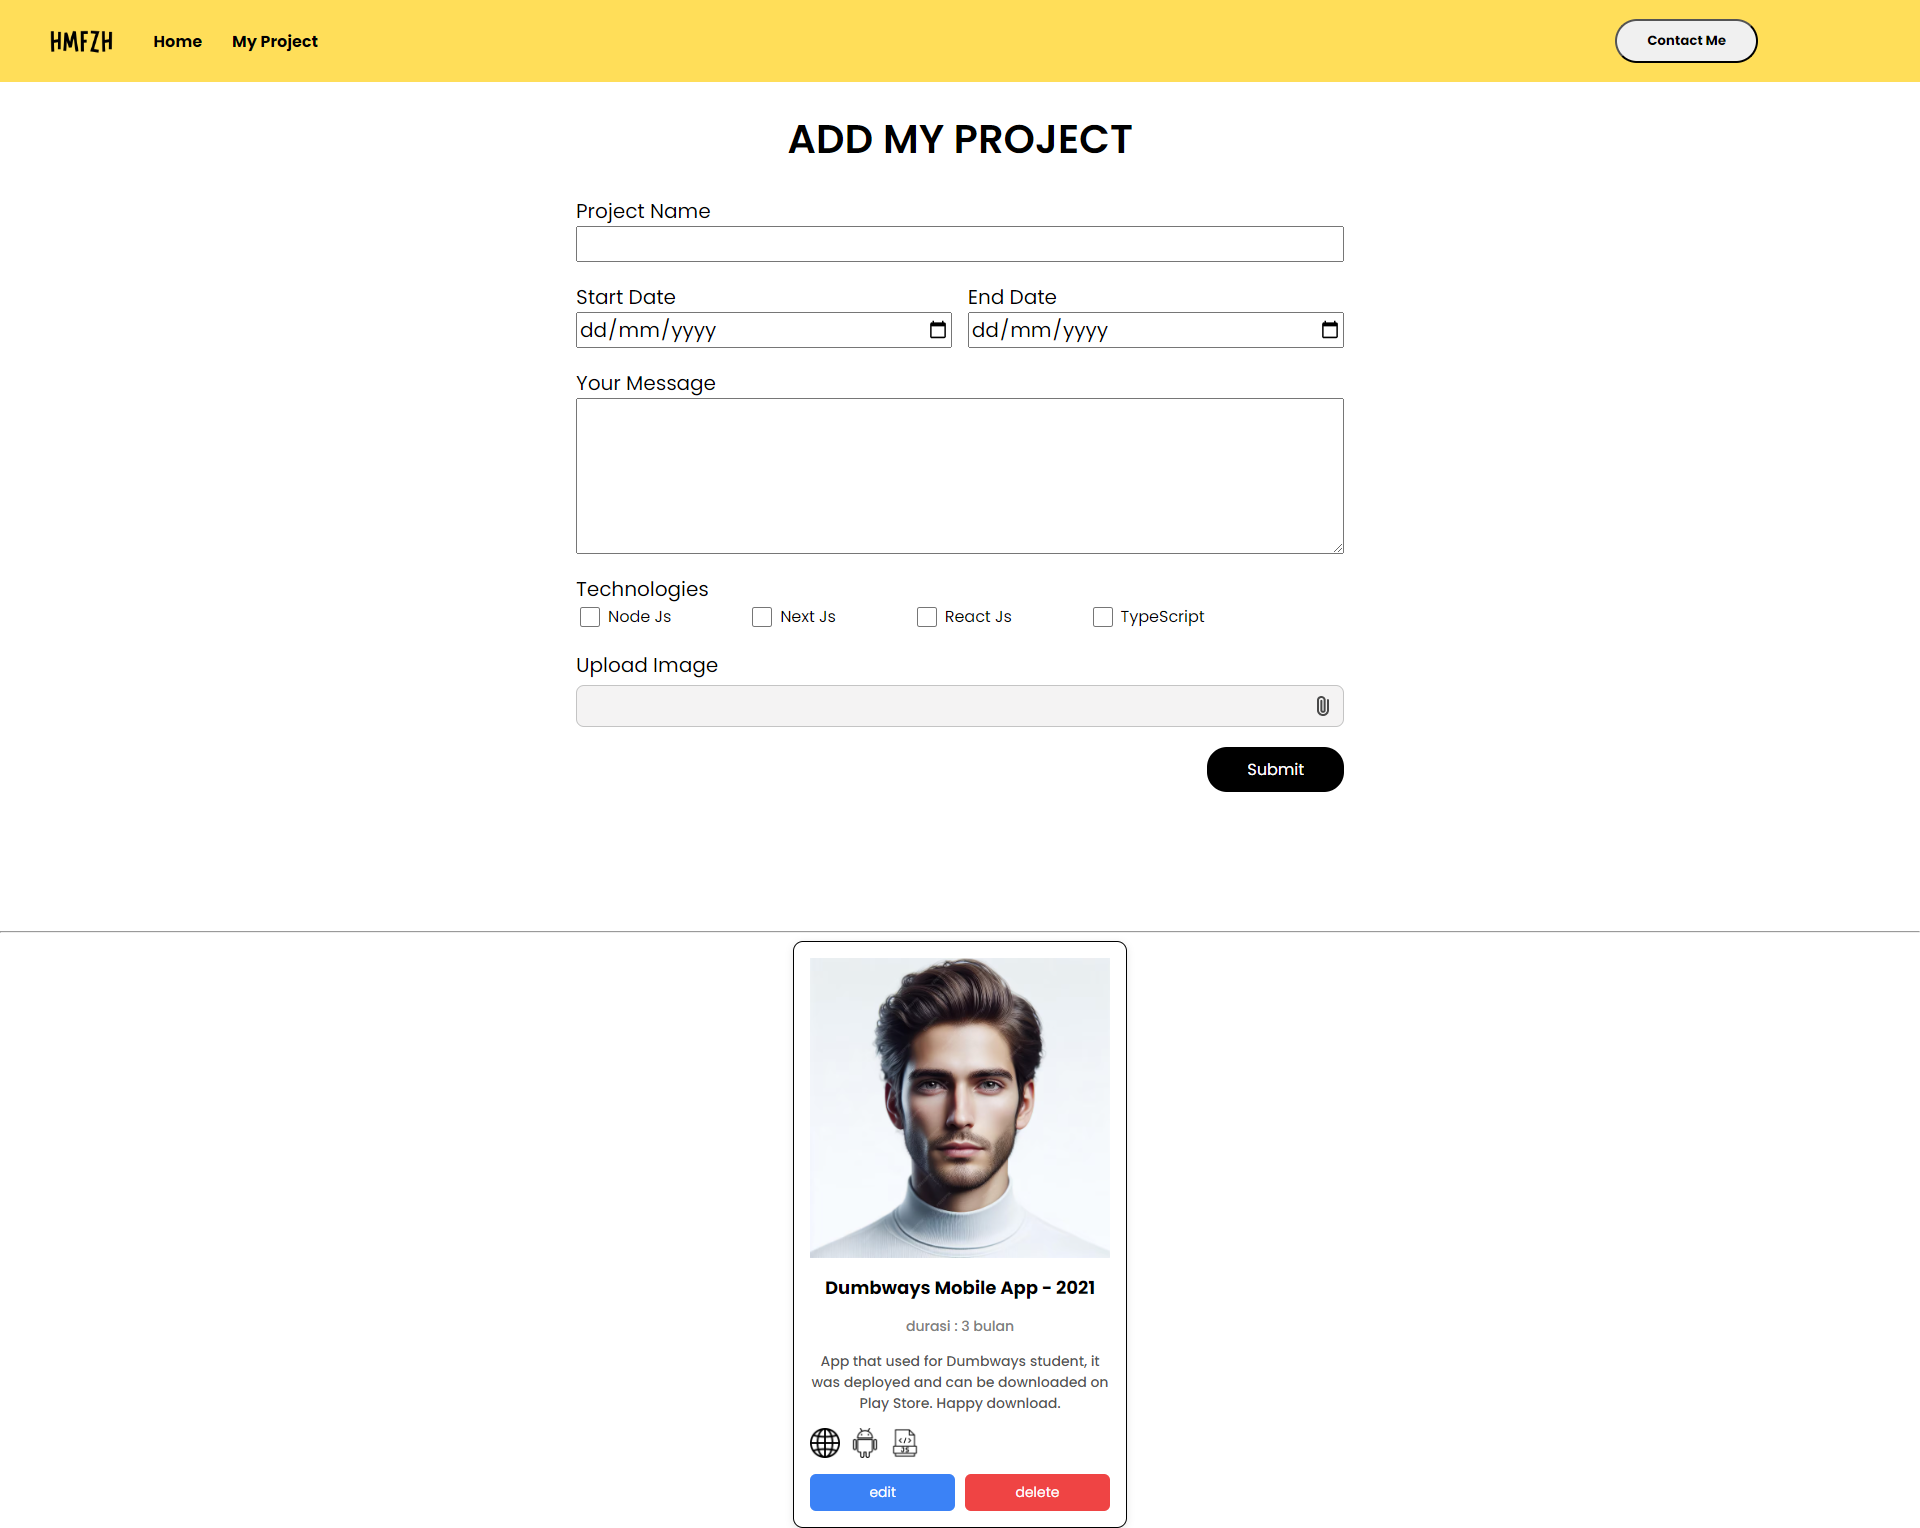 HMFZH
Home
My Project
Contact Me
ADD MY PROJECT
Project Name
Start Date
End Date
dd/mm/yyyy
dd/mm/yyyy
Your Message
Technologies
Node Js
Next Js
React Js
TypeScript
Upload Image
Submit
Dumbways Mobile App - 2021
durasi : 3 bulan
App that used for Dumbways student, it
was deployed and can be downloaded on
Play Store. Happy download.
</> JS
edit
delete